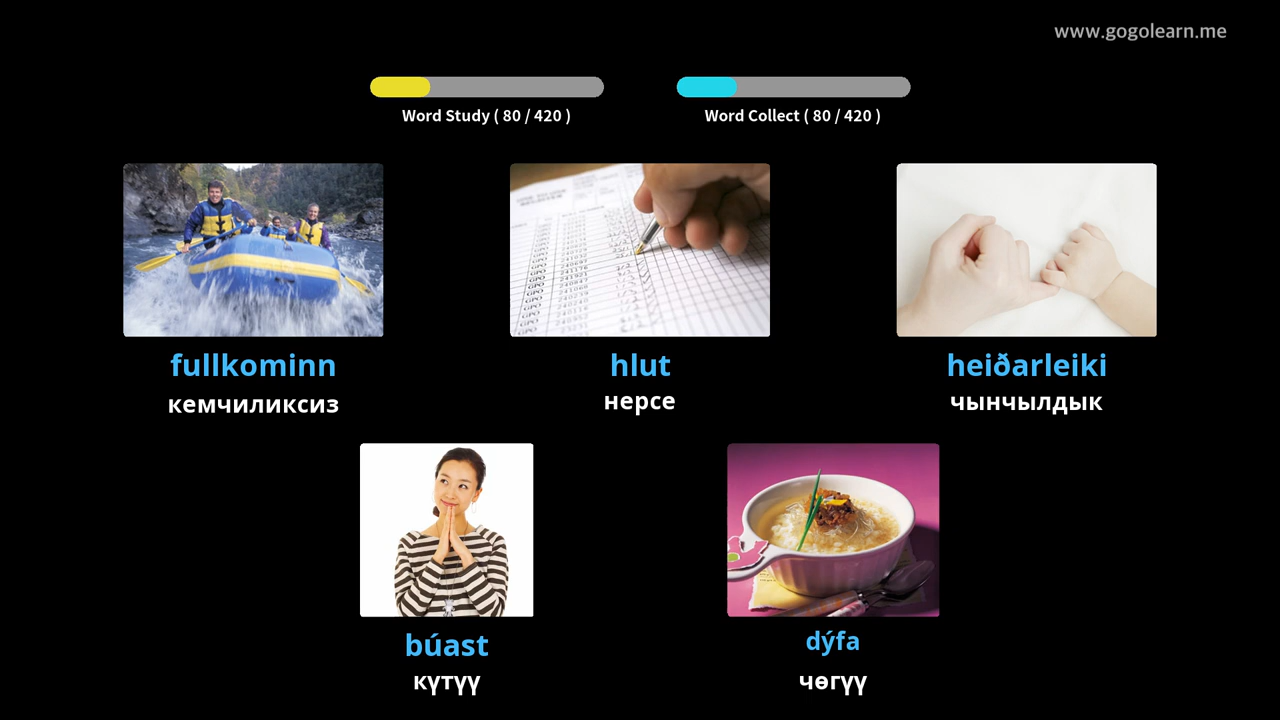 www.gogolearn.me
Word Study ( 80 / 420 )
Word Collect ( 80 / 420 )
fullkominn
кемчиликсиз
hlut
нерсе
heiðarleiki
чынчылдык
búast
күтүү
dýfa
чөгүү